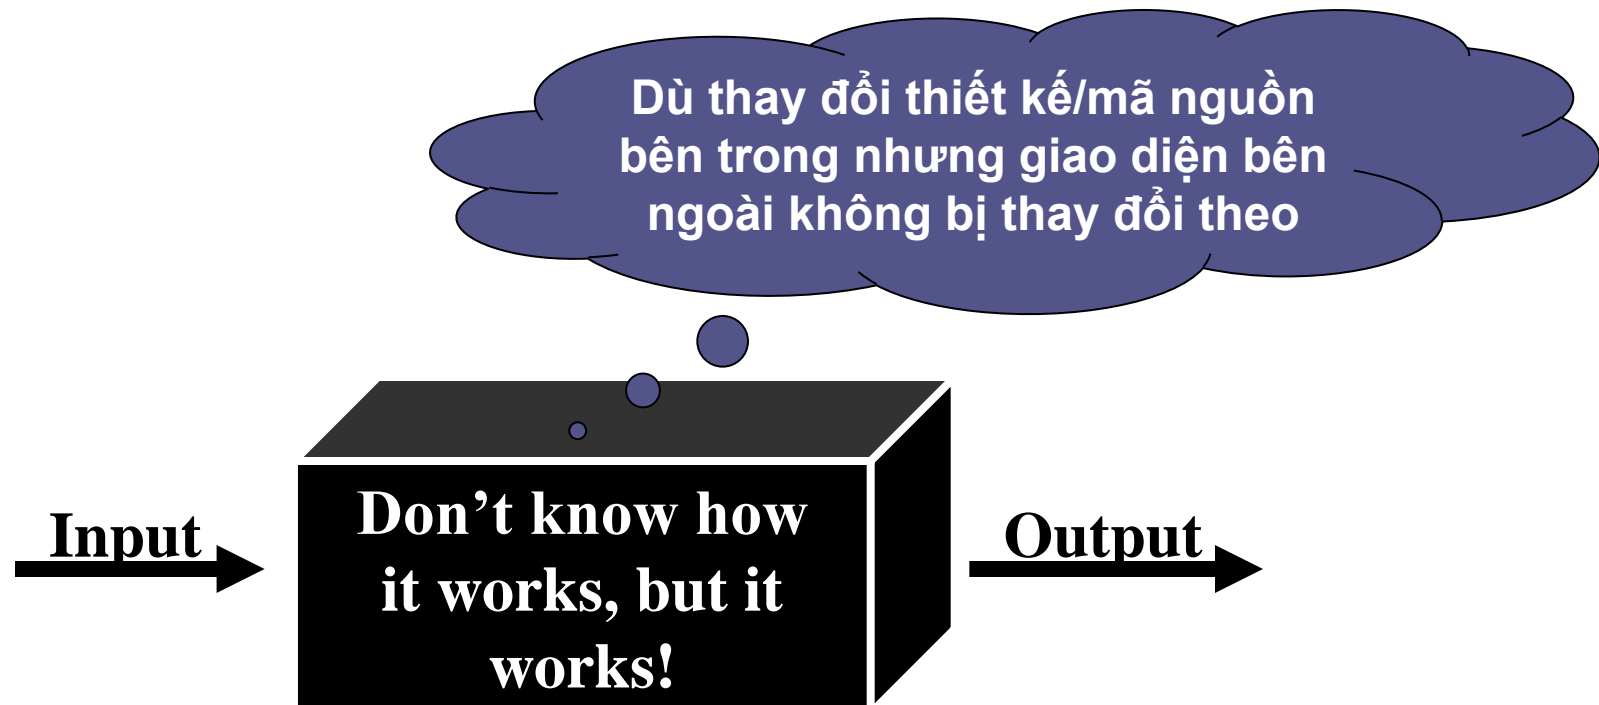 Dù thay đổi thiết kế/mã nguồn
bên trong nhưng giao diện bên
ngoài không bị thay đổi theo
Input
Don’t know how
it works, but it
works!
Output